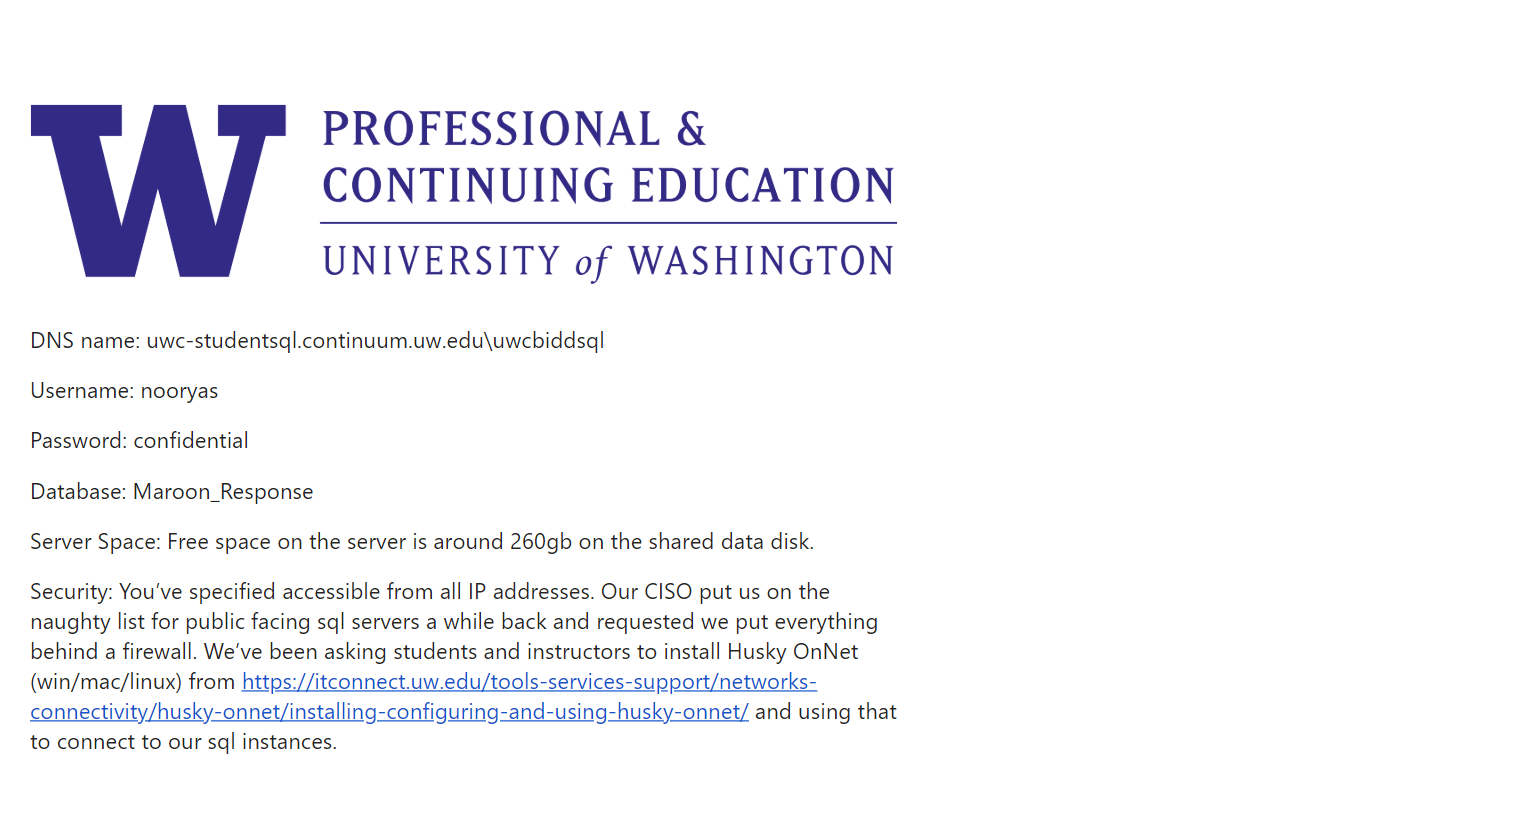 W
PROFESSIONAL &
CONTINUING EDUCATION
UNIVERSITY of WASHINGTON
DNS name: uwc-studentsql.continuum.uw.edu\uwcbiddsql
Username: nooryas
Password: confidential
Database: Maroon_Response
Server Space: Free space on the server is around 260gb on the shared data disk.
Security: You’ve specified accessible from all IP addresses. Our CISO put us on the
naughty list for public facing sql servers a while back and requested we put everything
behind a firewall. We’ve been asking students and instructors to install Husky OnNet
(win/mac/linux) from https://itconnect.uw.edu/tools-services-support/networks-
connectivity/husky-onnet/installing-configuring-and-using-husky-onnet/ and using that
to connect to our sql instances.